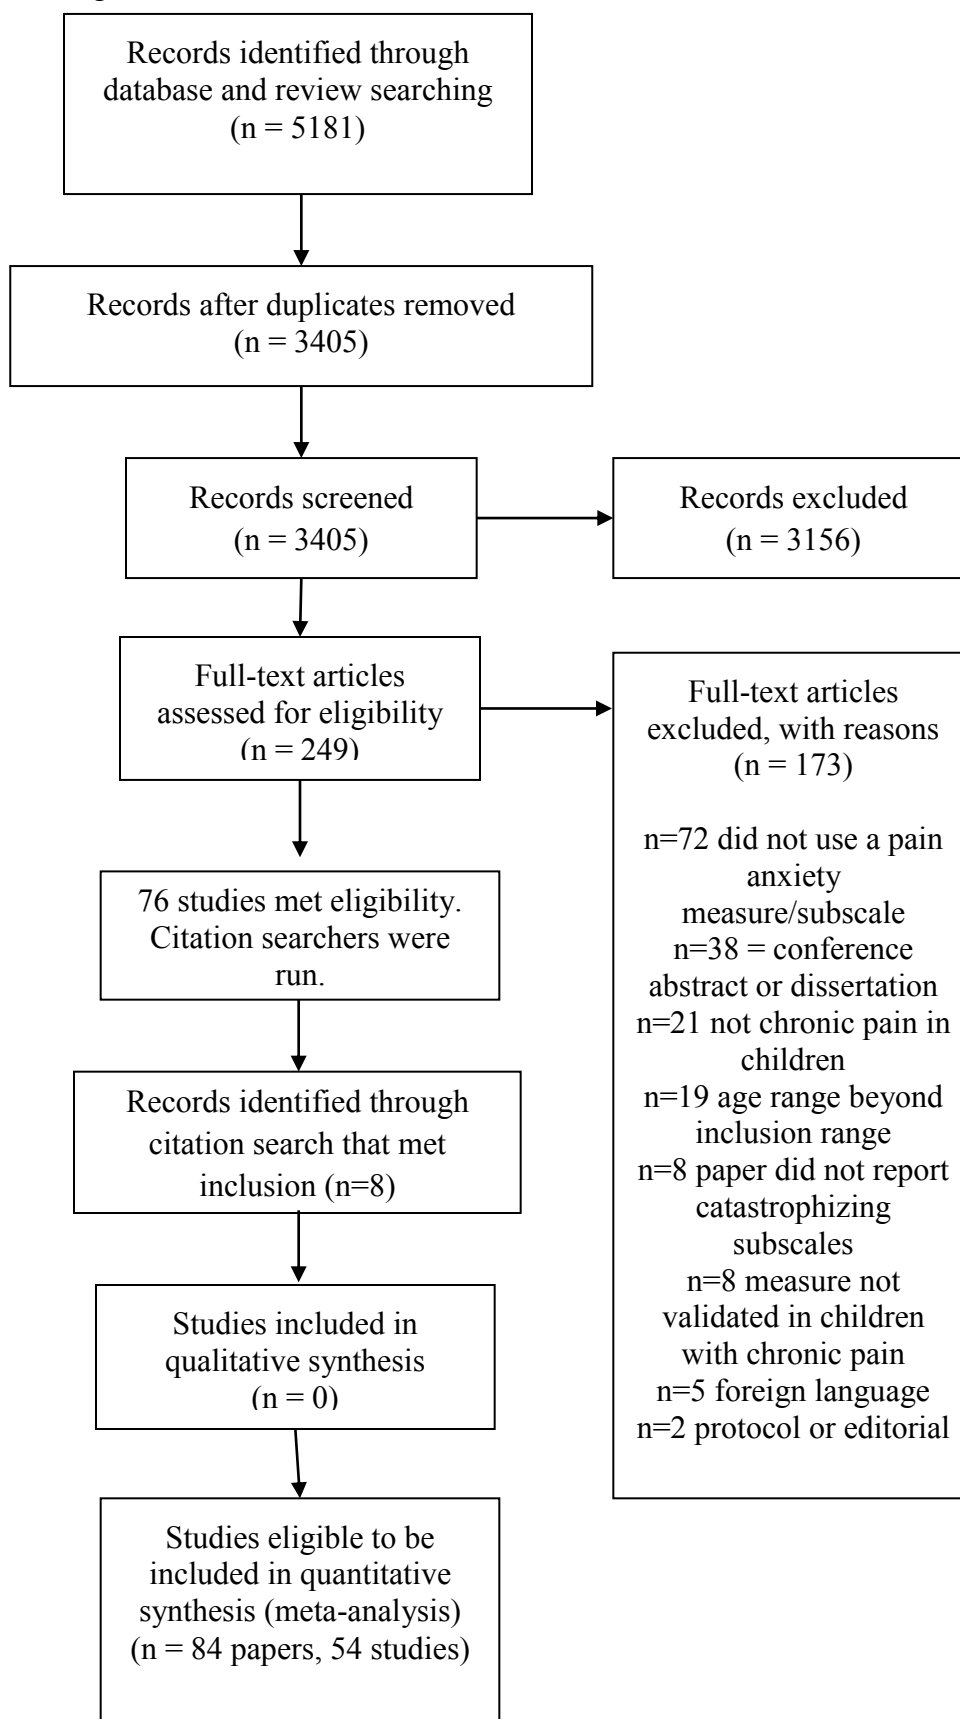 Records identified through
database and review searching
(n = 5181)
Records after duplicates removed
(n = 3405)
Records screened
(n = 3405)
Records excluded
(n = 3156)
Full-text articles
assessed for eligibility
(n = 249)
Full-text articles
excluded, with reasons
(n = 173)
n=72 did not use a pain
anxiety
measure/subscale
n=38 = conference
abstract or dissertation
n=21 not chronic pain in
children
n=19 age range beyond
inclusion range
n=8 paper did not report
catastrophizing
subscales
n=8 measure not
validated in children
with chronic pain
n=5 foreign language
n=2 protocol or editorial
76 studies met eligibility.
Citation searchers were
run.
Records identified through
citation search that met
inclusion (n=8)
Studies included in
qualitative synthesis
(n = 0)
Studies eligible to be
included in quantitative
synthesis (meta-analysis)
(n = 84 papers, 54 studies)